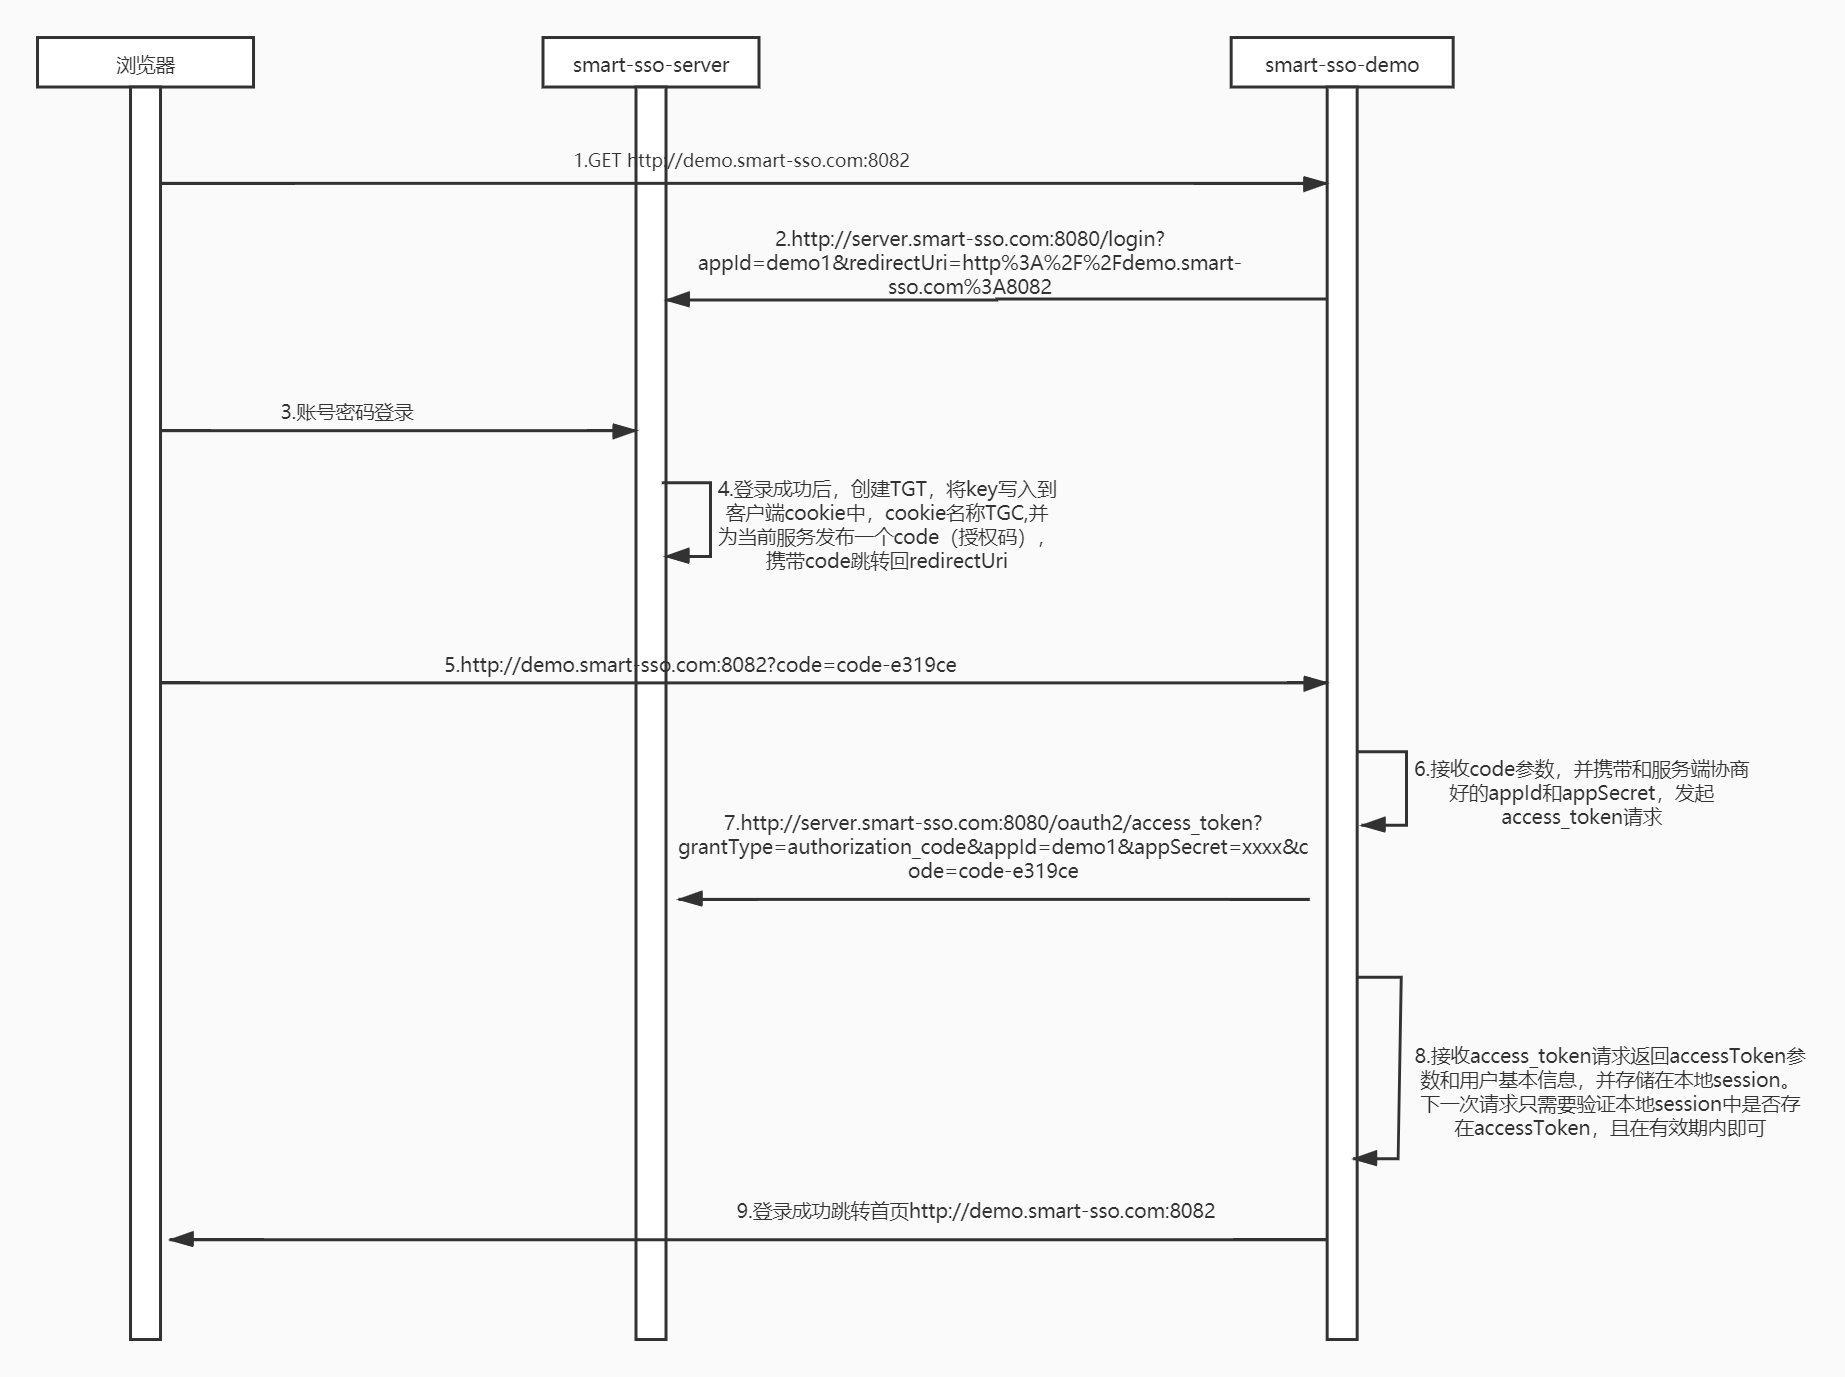 浏览器
smart-sso-server
smart-sso-demo
1.GET http://demo.smart-sso.com:8082
2.http://server.smart-sso.com:8080/login?
appId=demo1&redirectUri=http%3A%2F%2Fdemo.smart-
sso.com%3A8082
3.账号密码登录
4.登录成功后，创建TGT，将key写入到
客户端cookie中，cookie名称TGC,并
为当前服务发布一个code（授权码），
携带code跳转回redirectUri
5.http://demo.smart-sso.com:8082?code=code-e319ce
6.接收code参数，并携带和服务端协商
好的appId和appSecret，发起
access_token请求
7.http://server.smart-sso.com:8080/oauth2/access_token?
grantType=authorization_code&appId=demo1&appSecret=xxxx&c
ode=code-e319ce
8.接收access_token请求返回accessToken参
数和用户基本信息，并存储在本地session。
下一次请求只需要验证本地session中是否存
在accessToken，且在有效期内即可
9.登录成功跳转首页http://demo.smart-sso.com:8082